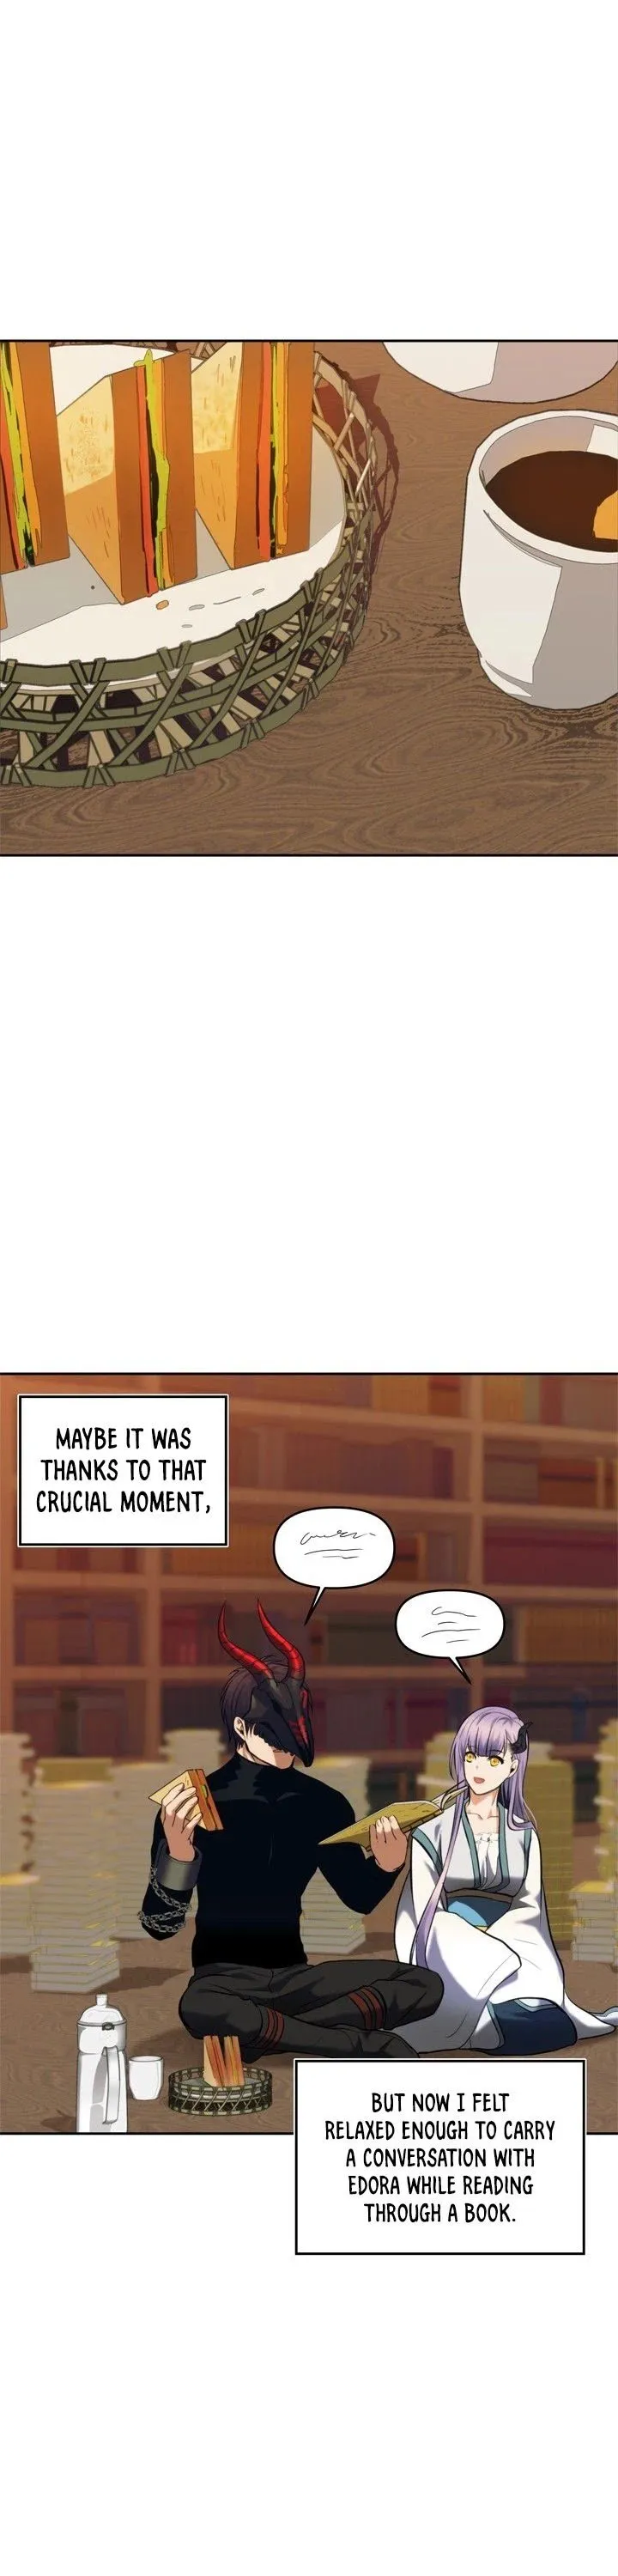 MAYBE IT WAS
THANKS TO THAT
CRUCIAL MOMENT,
BUT NOW I FELT
RELAXED ENOUGH TO CARRY
A CONVERSATION WITH
EDORA WHILE READING
THROUGH A BOOK.